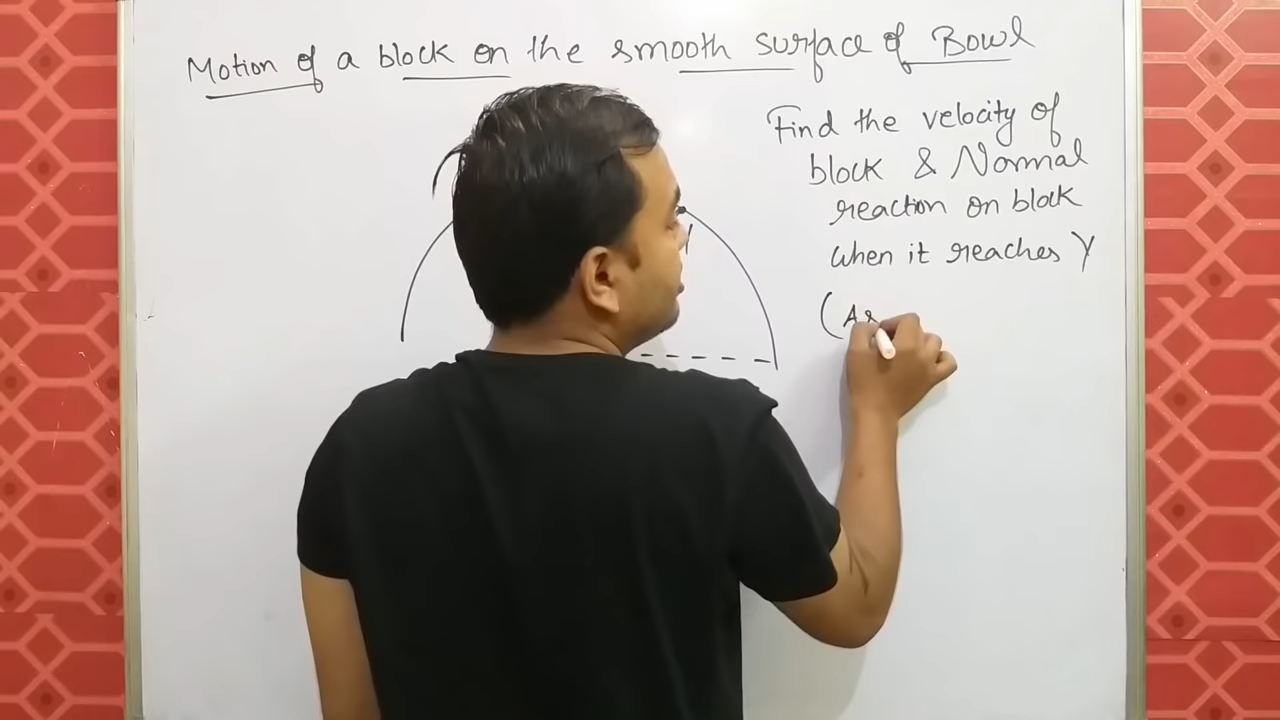 Motion of a block on the smooth surface of Bowl
Find the velocity of
block & Normal
reaction on block
when it reaches Y
(As
Y